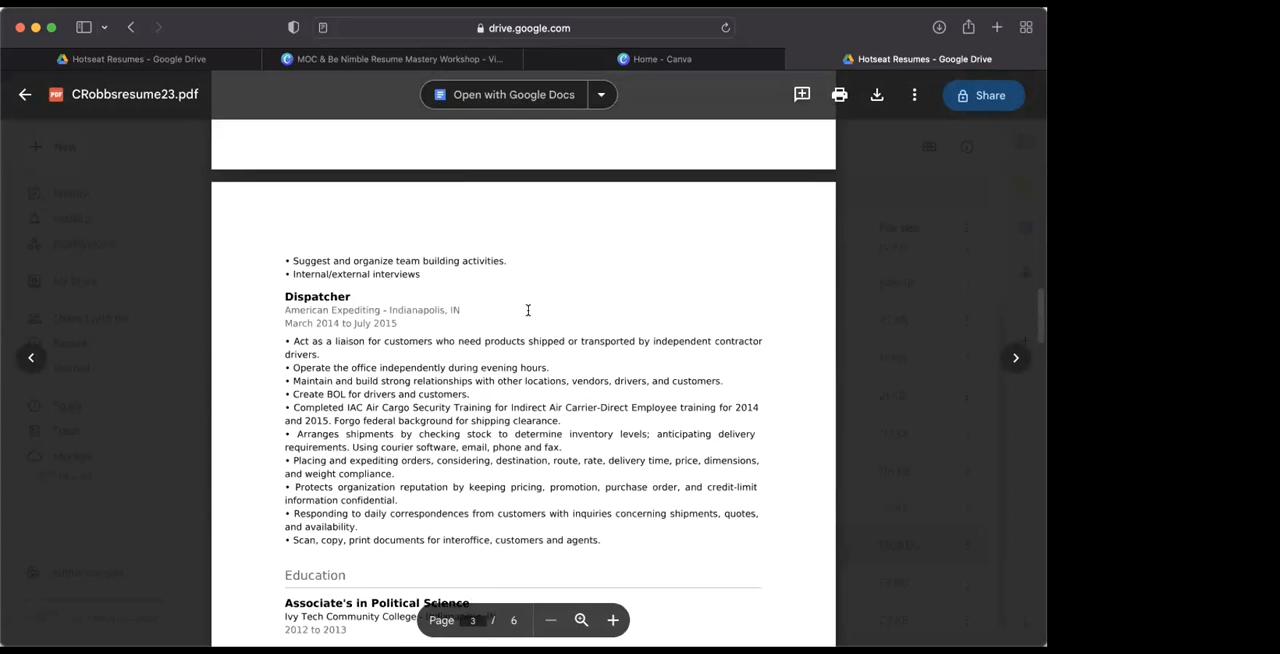 drive.google.com
Hotseat Resumes - Google Drive
MOC & Be Nimble Resume Mastery Workshop - Vi...
Home - Canva
Hotseat Resumes - Google Drive
PDF
CRobbsresume23.pdf
Open with Google Docs
Share
New
• Suggest and organize team building activities.
• Internal/external interviews
Dispatcher
American Expediting - Indianapolis, IN
March 2014 to July 2015
• Act as a liaison for customers who need products shipped or transported by independent contractor
drivers.
• Operate the office independently during evening hours.
• Maintain and build strong relationships with other locations, vendors, drivers, and customers.
• Create BOL for drivers and customers.
• Completed IAC Air Cargo Security Training for Indirect Air Carrier-Direct Employee training for 2014
and 2015. Forgo federal background for shipping clearance.
• Arranges shipments by checking stock to determine inventory levels; anticipating delivery
requirements. Using courier software, email, phone and fax.
• Placing and expediting orders, considering, destination, route, rate, delivery time, price, dimensions,
and weight compliance.
• Protects organization reputation by keeping pricing, promotion, purchase order, and credit-limit
information confidential.
• Responding to daily correspondences from customers with inquiries concerning shipments, quotes,
and availability.
• Scan, copy, print documents for interoffice, customers and agents.
Education
Associate's in Political Science
Ivy Tech Community College
2012 to 2013
Page 3 / 6